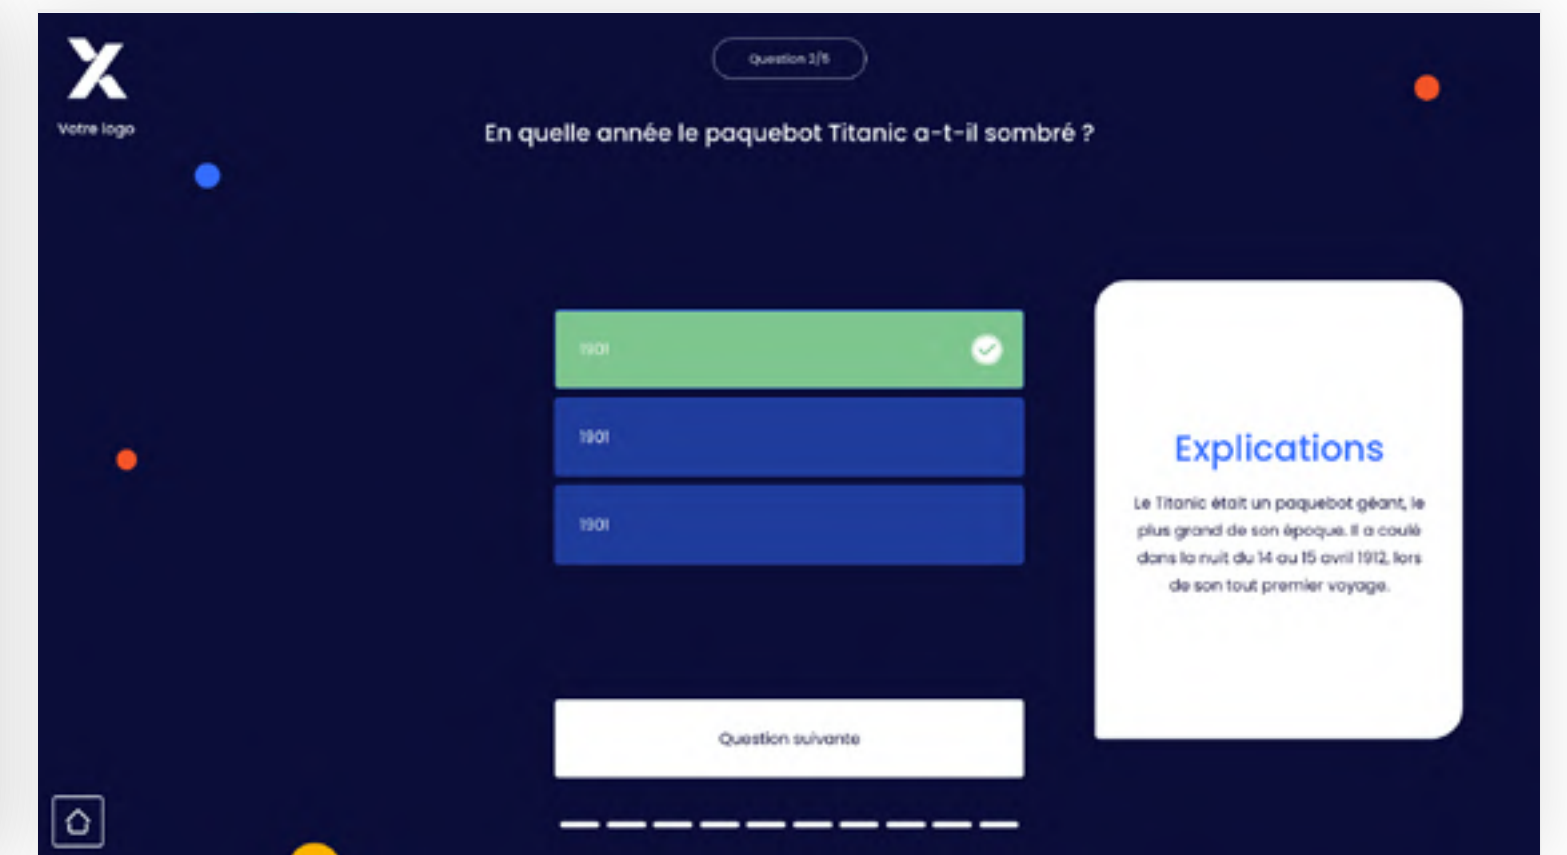 Question 2/5
Votre logo
En quelle année le paquebot Titanic a-t-il sombré ?
1901
1901
1901
Explications
Le Titanic était un paquebot géant, le
plus grand de son époque. Il a coulé
dans la nuit du 14 au 15 avril 1912, lors
de son tout premier voyage.
Question suivante